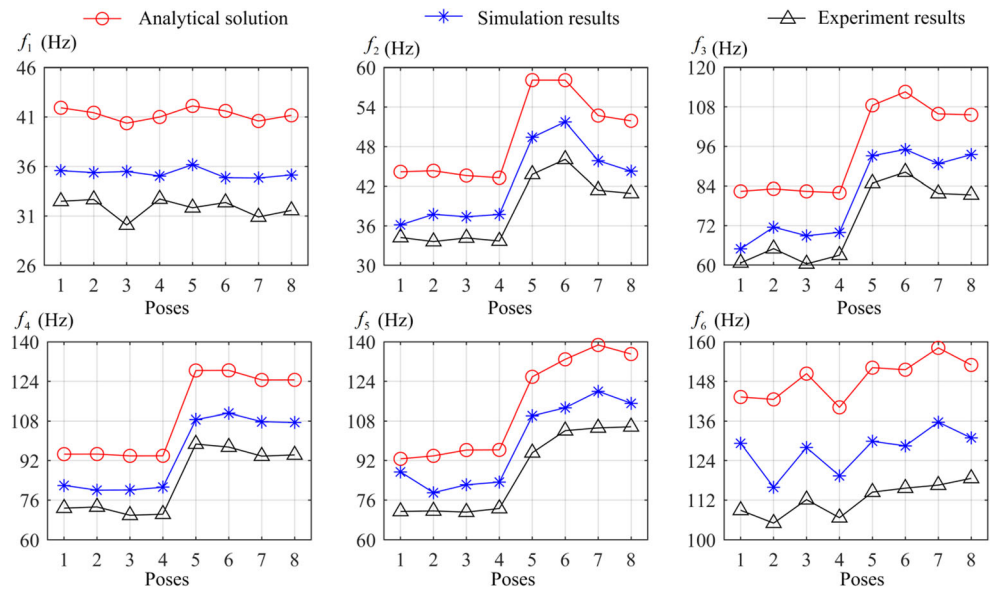 Analytical solution Simulation results Experiment results
f₁ (Hz) f₂ (Hz) f₃ (Hz)
46 60 120
41 54 108
36 48 96
31 42 84
26 36 72
30 60
1 2 3 4 5 6 7 8 1 2 3 4 5 6 7 8 1 2 3 4 5 6 7 8
Poses Poses Poses
f₄ (Hz) f₅ (Hz) f₆ (Hz)
140 140 160
124 124 148
108 108 136
92 92 124
76 76 112
60 60 100
1 2 3 4 5 6 7 8 1 2 3 4 5 6 7 8 1 2 3 4 5 6 7 8
Poses Poses Poses